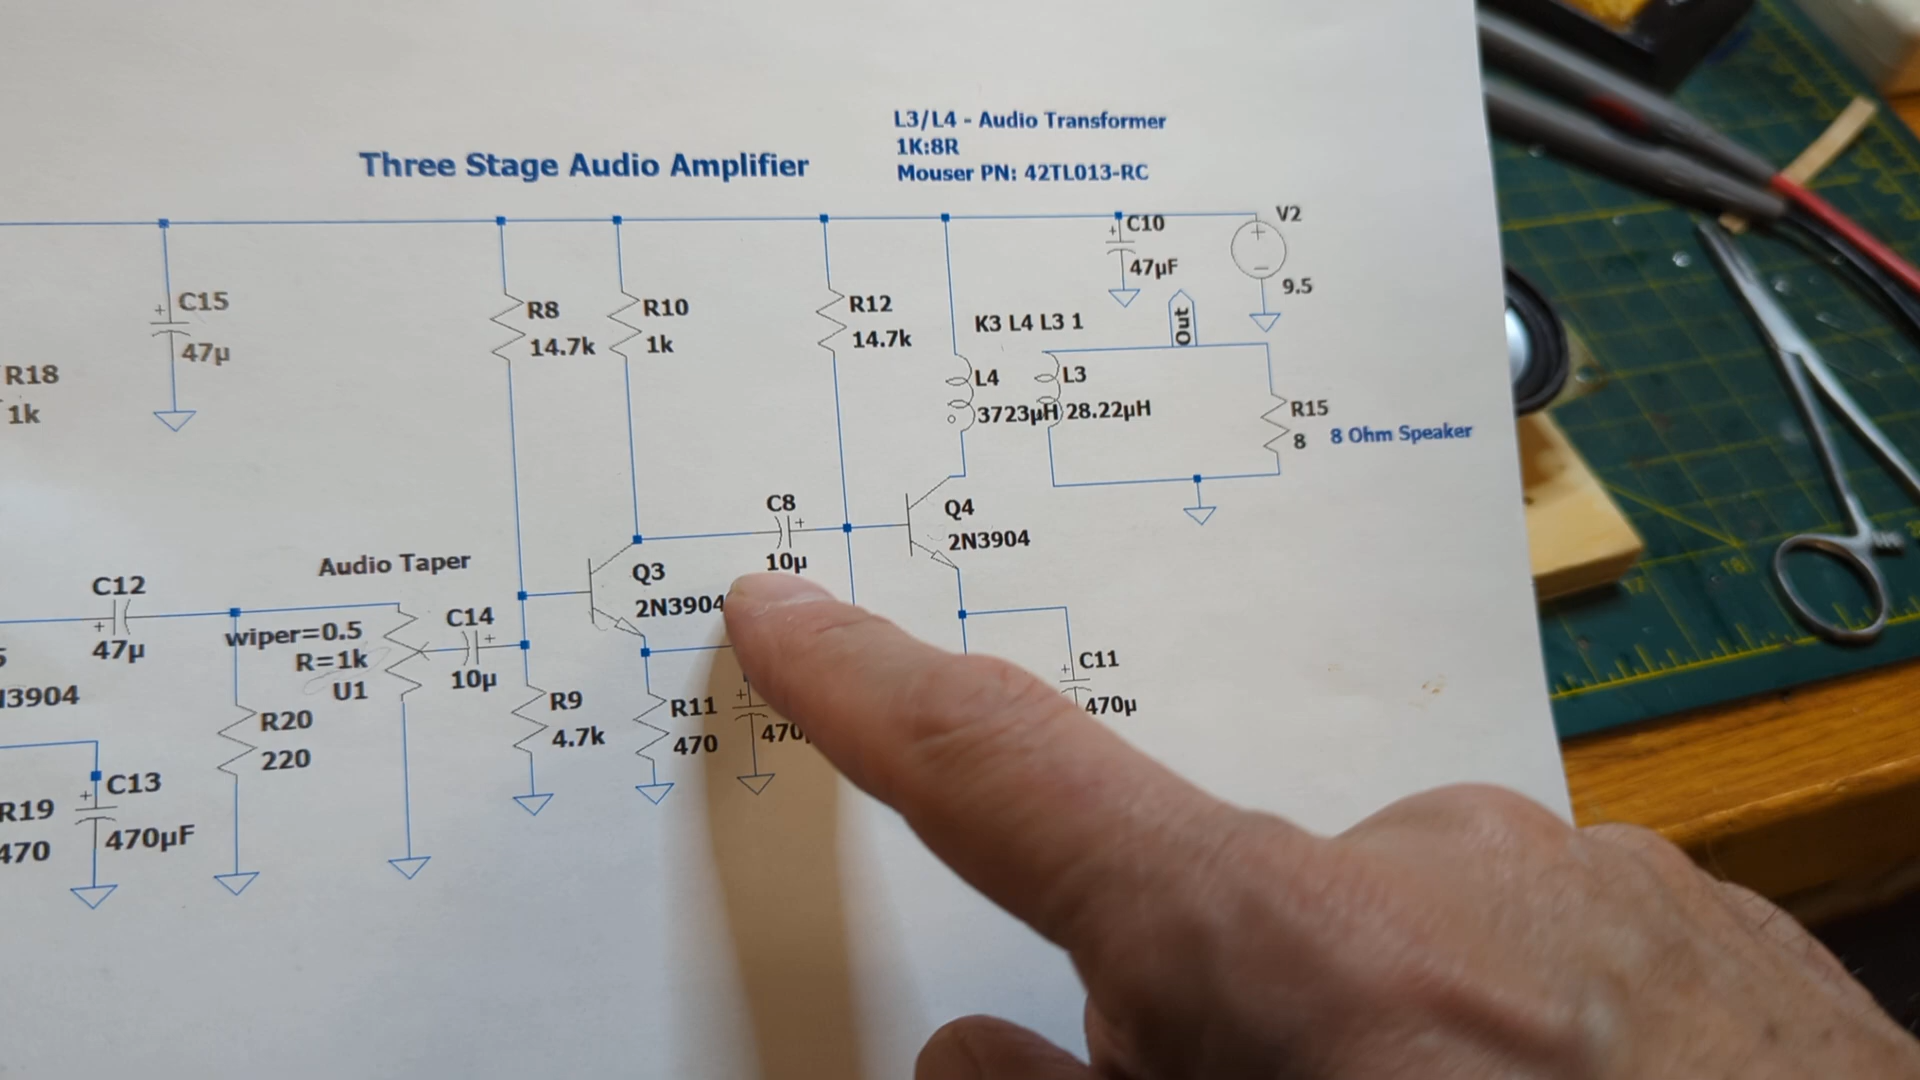 L3/L4 - Audio Transformer
1K:8R
Mouser PN: 42TL013-RC
Three Stage Audio Amplifier
V2
+
9.5
C10
+
47µF
C15
+
47µ
R18
1k
R8
14.7k
R10
1k
R12
14.7k
K3 L4 L3 1
Out
L4
3723µH
L3
28.22µH
R15
8
8 Ohm Speaker
C8
+
10µ
Q4
2N3904
Q3
2N3904
Audio Taper
C12
+
47µ
wiper=0.5
R=1k
U1
C14
+
10µ
R9
4.7k
R11
470
+
470
C11
+
470µ
R20
220
C13
+
470µF
R19
470